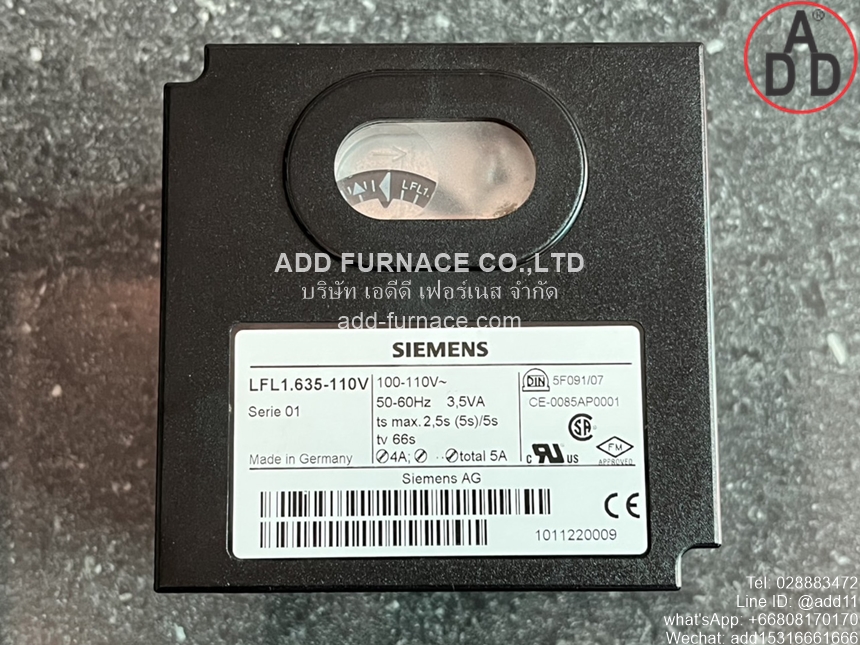 ADD®
LFL1.
ADD FURNACE CO.,LTD
บริษัท เอดีดี เฟอร์เนส จำกัด
add-furnace.com
SIEMENS
LFL1.635-110V
Serie 01
Made in Germany
100-110V~
50-60Hz 3,5VA
ts max. 2,5s (5s)/5s
tv 66s
4A; ·· total 5A
DIN 5F091/07
CE-0085AP0001
SA
FM
APPROVED
c RU US
Siemens AG
CE
1011220009
Tel: 028883472
Line ID: @add11
what'sApp: +66808170170
Wechat: add15316661666